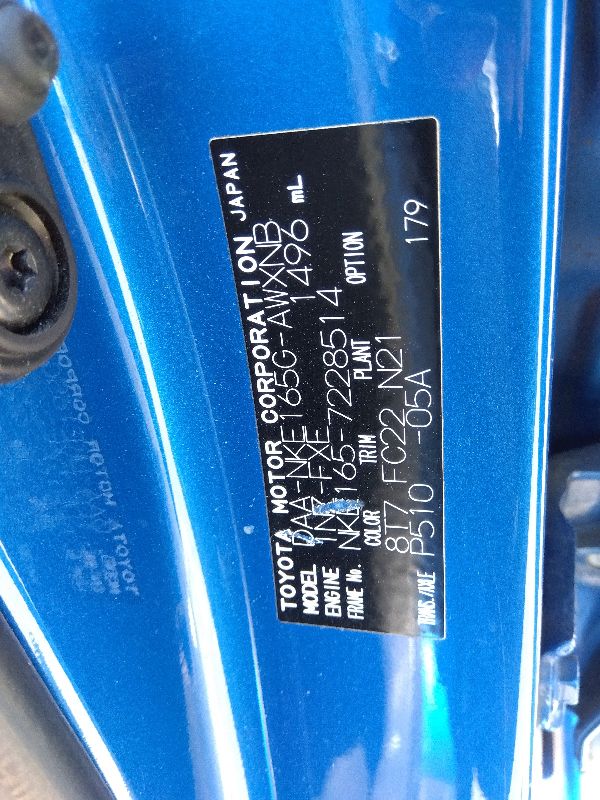 TOYOTA MOTOR CORPORATION JAPAN
MODEL DAA-NKE165G-AWXNB
ENGINE 1NZ-FXE 1496 mL
FRAME No. NKE165-7228514
COLOR TRIM PLANT OPTION
8T7 FC22 N21 179
TRANS./AXLE P510 -05A